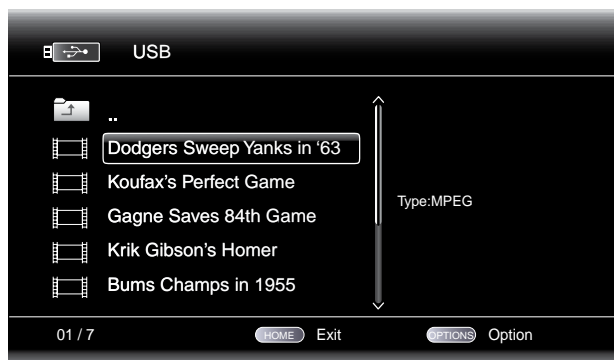 USB
..
Dodgers Sweep Yanks in ‘63
Koufax's Perfect Game
Gagne Saves 84th Game
Krik Gibson's Homer
Bums Champs in 1955
Type:MPEG
01 / 7
HOME Exit
OPTIONS Option